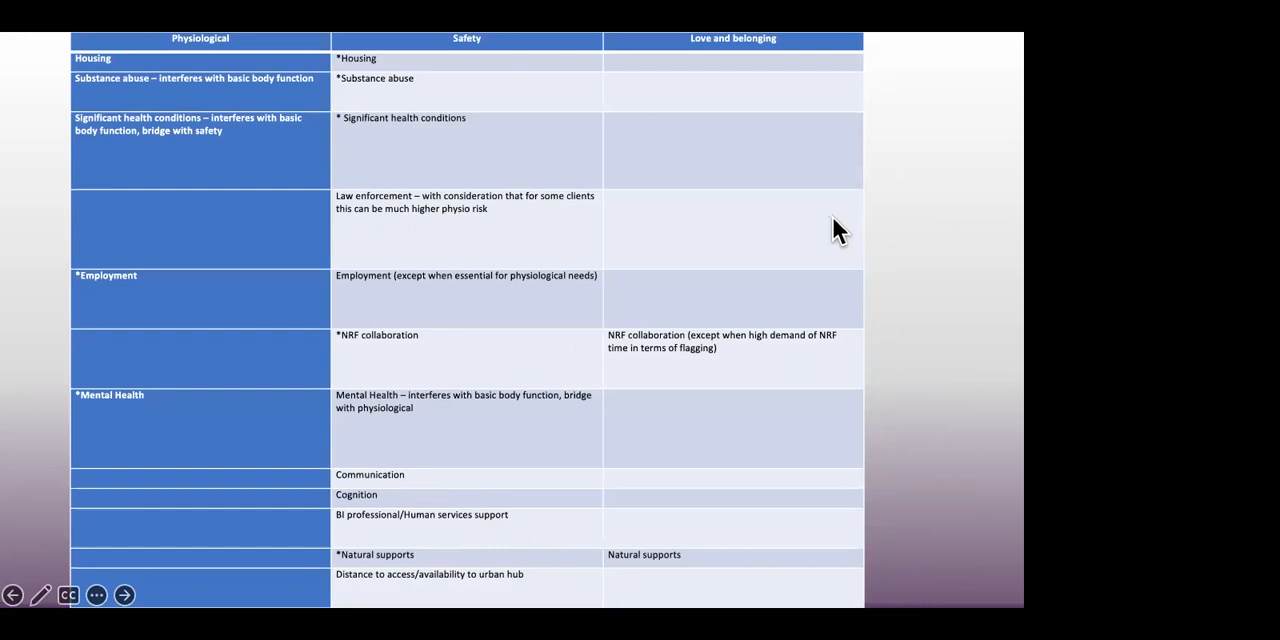 Physiological
Safety
Love and belonging
Housing
*Housing
Substance abuse – interferes with basic body function
*Substance abuse
Significant health conditions – interferes with basic
body function, bridge with safety
* Significant health conditions
Law enforcement – with consideration that for some clients
this can be much higher physio risk
*Employment
Employment (except when essential for physiological needs)
*NRF collaboration
NRF collaboration (except when high demand of NRF
time in terms of flagging)
*Mental Health
Mental Health – interferes with basic body function, bridge
with physiological
Communication
Cognition
BI professional/Human services support
*Natural supports
Natural supports
Distance to access/availability to urban hub
CC